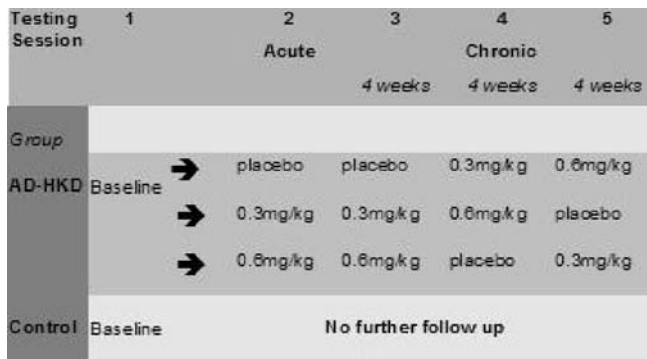 Testing Session 1 2 3 4 5
Acute Chronic
4 weeks 4 weeks 4 weeks
Group
AD-HKD Baseline placebo placebo 0.3mg/kg 0.6mg/kg
0.3mg/kg 0.3mg/kg 0.6mg/kg placebo
0.6mg/kg 0.6mg/kg placebo 0.3mg/kg
Control Baseline No further follow up